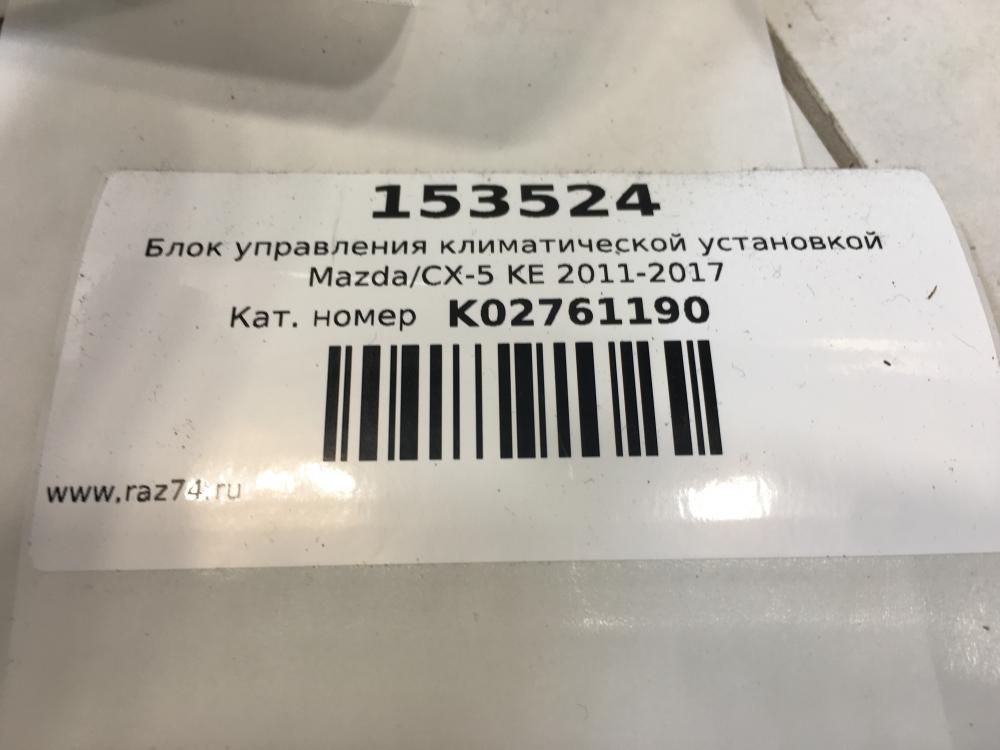 153524
Блок управления климатической установкой
Mazda/CX-5 KE 2011-2017
Кат. номер K02761190
www.raz74.ru